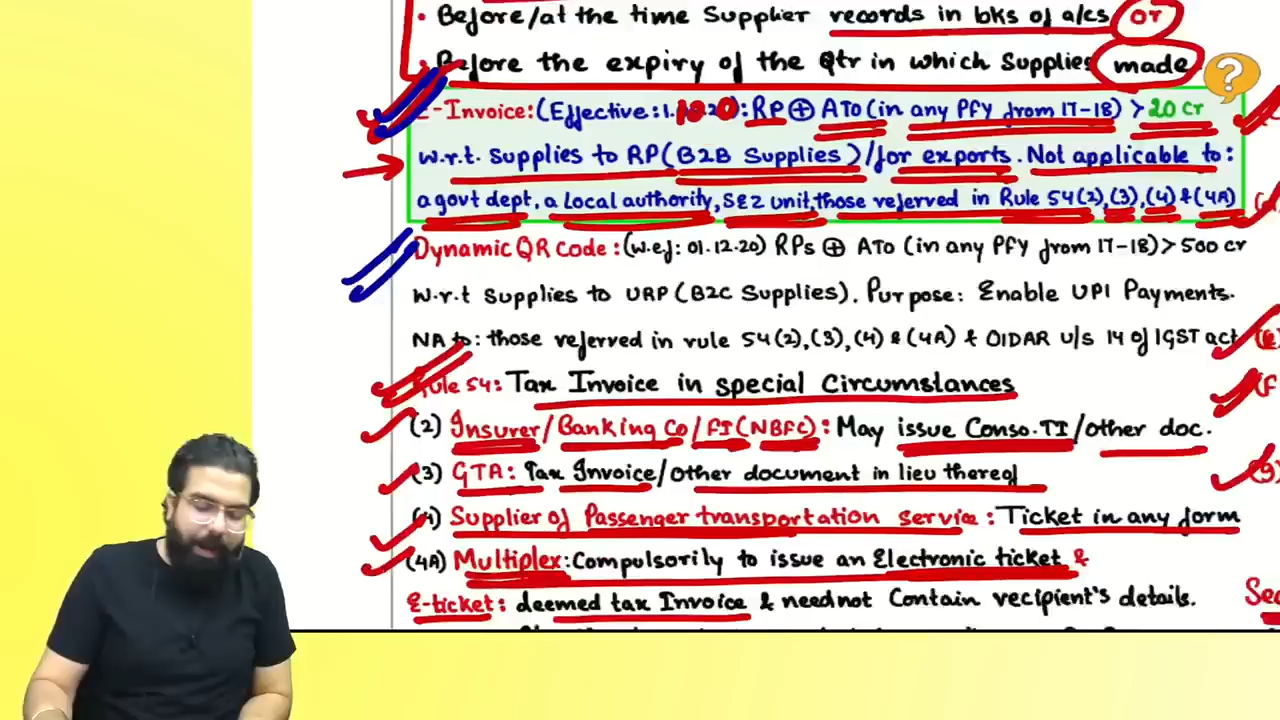 • Before/at the time Supplier records in bks of a/cs or
• Before the expiry of the Qtr in which Supplies made
?
E-Invoice: (Effective: 1. : RP ⊕ ATO (in any PFY from 17-18) > 20 cr
w.r.t. Supplies to RP (B2B Supplies) /for exports. Not applicable to:
a govt dept, a Local authority, SEZ unit, those referred in Rule 54(2), (3), (4) & (4A)
Dynamic QR code: (w.e.f: 01.12.20) RPs ⊕ ATO (in any PFY from 17-18) > 500 cr
w.r.t Supplies to URP (B2C Supplies). Purpose: Enable UPI Payments.
NA to: those referred in rule 54(2), (3), (4) & (4A) & OIDAR u/s 14 of IGST act
Rule 54: Tax Invoice in special Circumstances
(2) Insurer/Banking Co/FI(NBFC): May issue Conso. TI/other doc.
(3) GTA: Tax Invoice/Other document in lieu thereof
(4) Supplier of Passenger transportation service: Ticket in any form
(4A) Multiplex: Compulsorily to issue an Electronic ticket &
E-ticket: deemed tax Invoice & neednot Contain recipient's details.